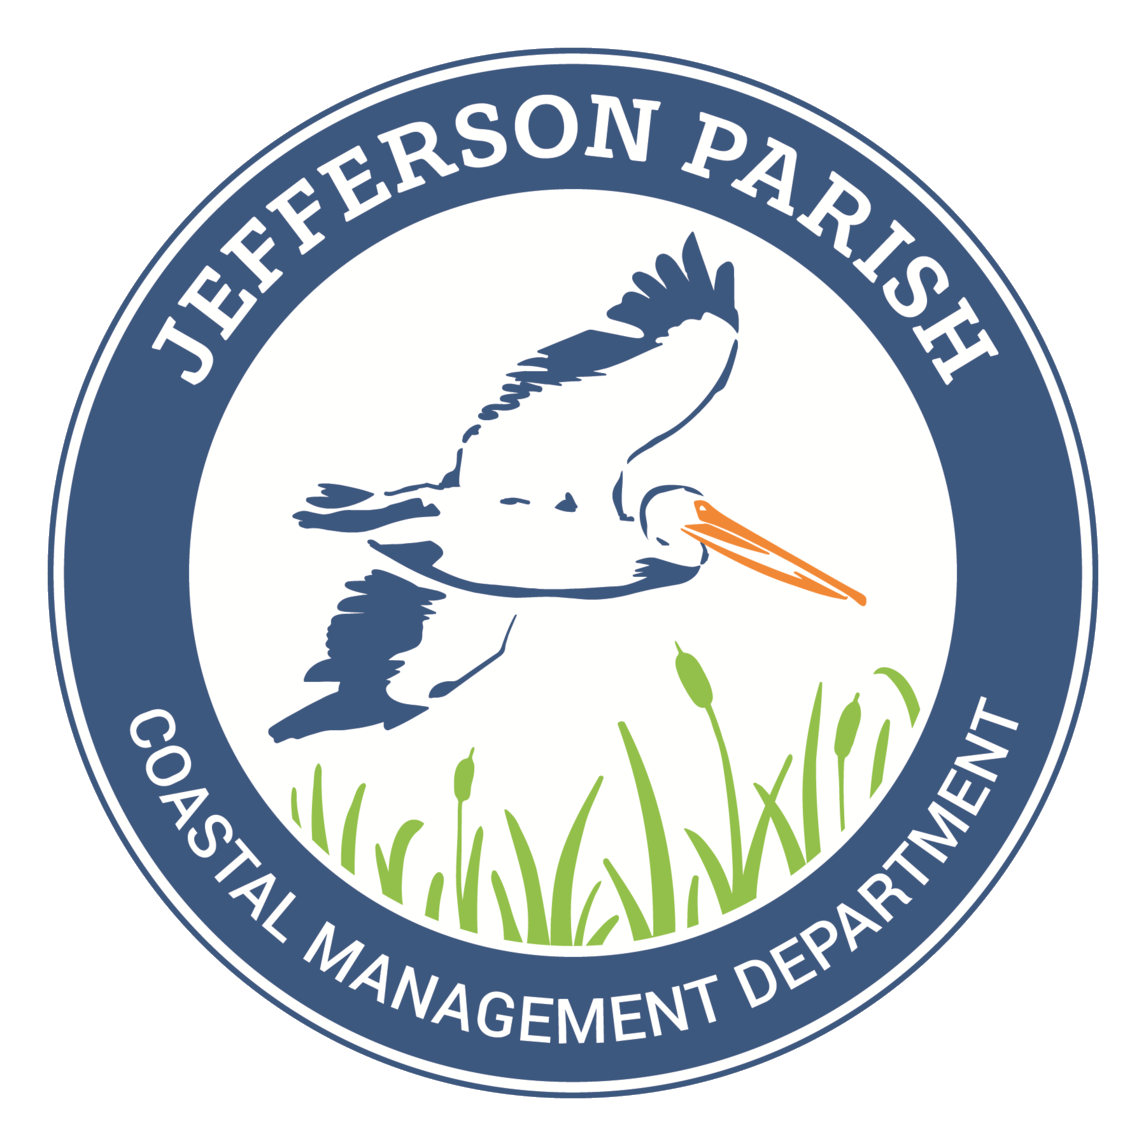 JEFFERSON PARISH
COASTAL MANAGEMENT DEPARTMENT